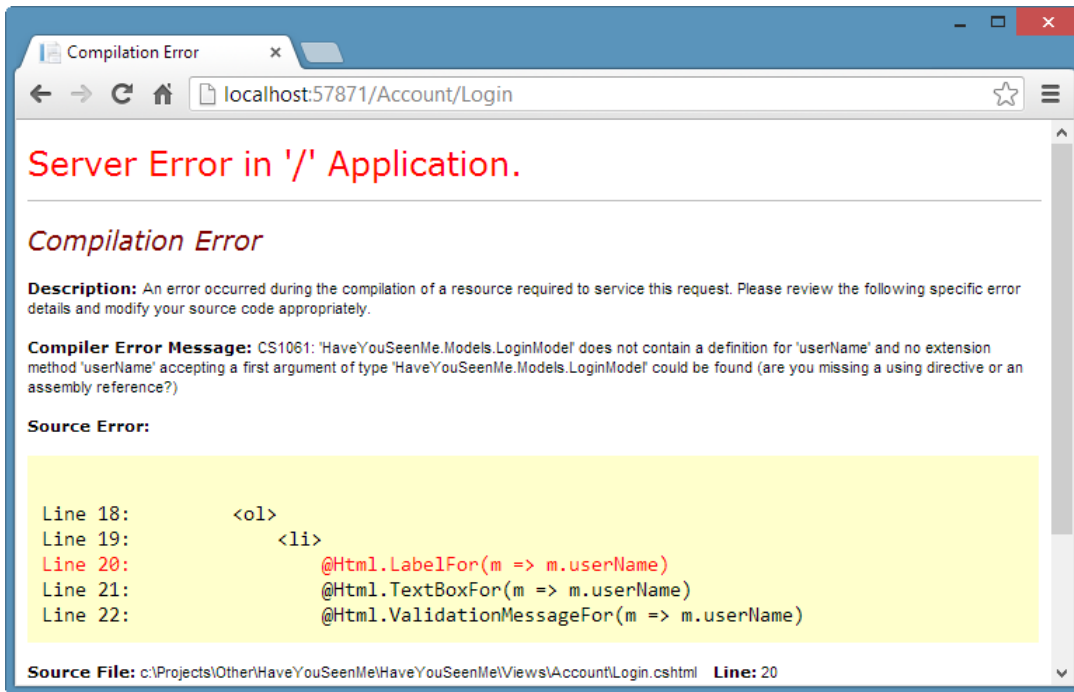 Compilation Error
localhost:57871/Account/Login
Server Error in '/' Application.
Compilation Error
Description: An error occurred during the compilation of a resource required to service this request. Please review the following specific error
details and modify your source code appropriately.
Compiler Error Message: CS1061: 'HaveYouSeenMe.Models.LoginModel' does not contain a definition for 'userName' and no extension
method 'userName' accepting a first argument of type 'HaveYouSeenMe.Models.LoginModel' could be found (are you missing a using directive or an
assembly reference?)
Source Error:
Line 18:         <ol>
Line 19:             <li>
Line 20:                 @Html.LabelFor(m => m.userName)
Line 21:                 @Html.TextBoxFor(m => m.userName)
Line 22:                 @Html.ValidationMessageFor(m => m.userName)
Source File: c:\Projects\Other\HaveYouSeenMe\HaveYouSeenMe\Views\Account\Login.cshtml    Line: 20